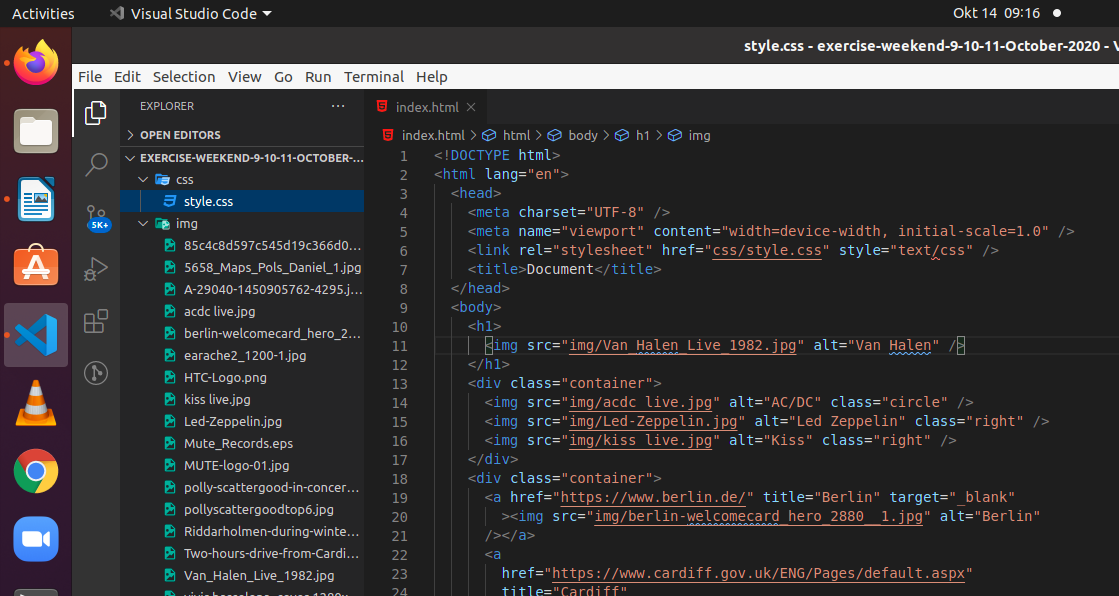 Activities
Visual Studio Code
Okt 14 09:16
style.css - exercise-weekend-9-10-11-October-2020 - V
File Edit Selection View Go Run Terminal Help
EXPLORER
OPEN EDITORS
EXERCISE-WEEKEND-9-10-11-OCTOBER-...
css
style.css
img
85c4c8d597c545d19c366d0...
5658_Maps_Pols_Daniel_1.jpg
A-29040-1450905762-4295.j...
acdc live.jpg
berlin-welcomecard_hero_2...
earache2_1200-1.jpg
HTC-Logo.png
kiss live.jpg
Led-Zeppelin.jpg
Mute_Records.eps
MUTE-logo-01.jpg
polly-scattergood-in-concer...
pollyscattergoodtop6.jpg
Riddarholmen-during-winte...
Two-hours-drive-from-Cardi...
Van_Halen_Live_1982.jpg
5K+
index.html
index.html > html > body > h1 > img
1 <!DOCTYPE html>
2 <html lang="en">
3 <head>
4 <meta charset="UTF-8" />
5 <meta name="viewport" content="width=device-width, initial-scale=1.0" />
6 <link rel="stylesheet" href="css/style.css" style="text/css" />
7 <title>Document</title>
8 </head>
9 <body>
10 <h1>
11 <img src="img/Van_Halen_Live_1982.jpg" alt="Van Halen" />
12 </h1>
13 <div class="container">
14 <img src="img/acdc live.jpg" alt="AC/DC" class="circle" />
15 <img src="img/Led-Zeppelin.jpg" alt="Led Zeppelin" class="right" />
16 <img src="img/kiss live.jpg" alt="Kiss" class="right" />
17 </div>
18 <div class="container">
19 <a href="https://www.berlin.de/" title="Berlin" target="_blank"
20 ><img src="img/berlin-welcomecard_hero_2880__1.jpg" alt="Berlin"
21 /></a>
22 <a
23 href="https://www.cardiff.gov.uk/ENG/Pages/default.aspx"
24 title="Cardiff"